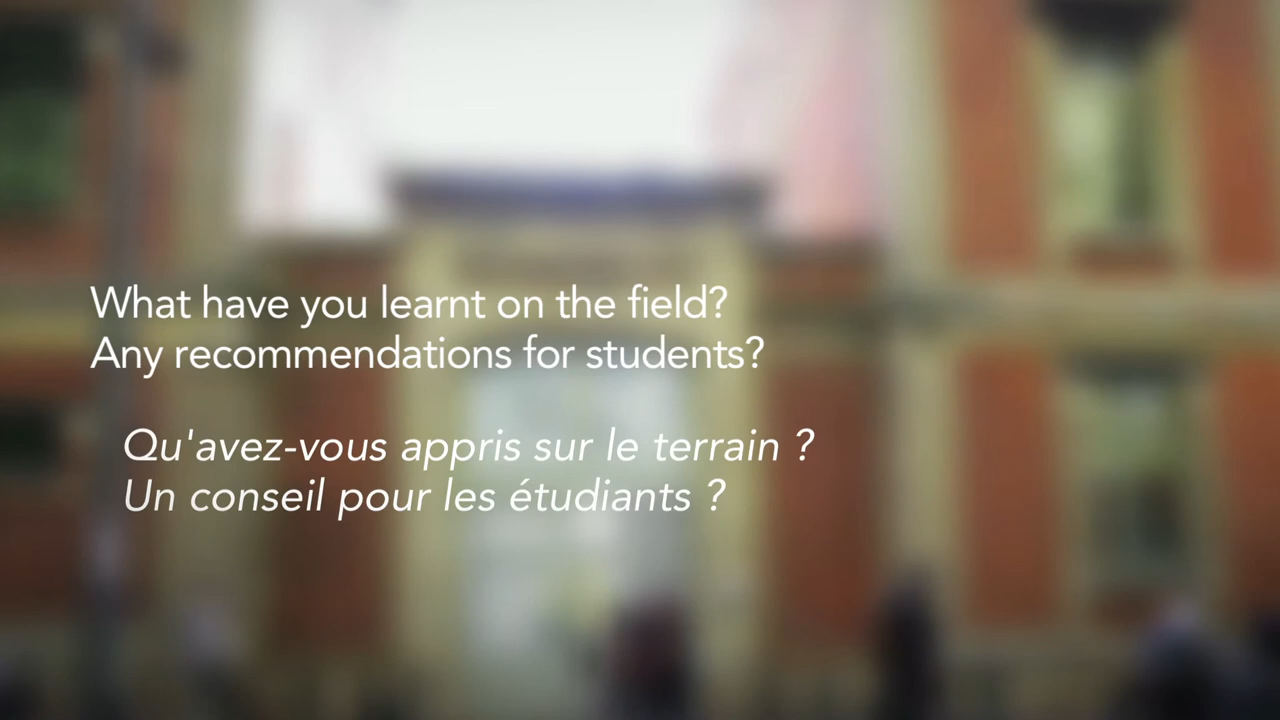 What have you learnt on the field?
Any recommendations for students?
Qu'avez-vous appris sur le terrain ?
Un conseil pour les étudiants ?